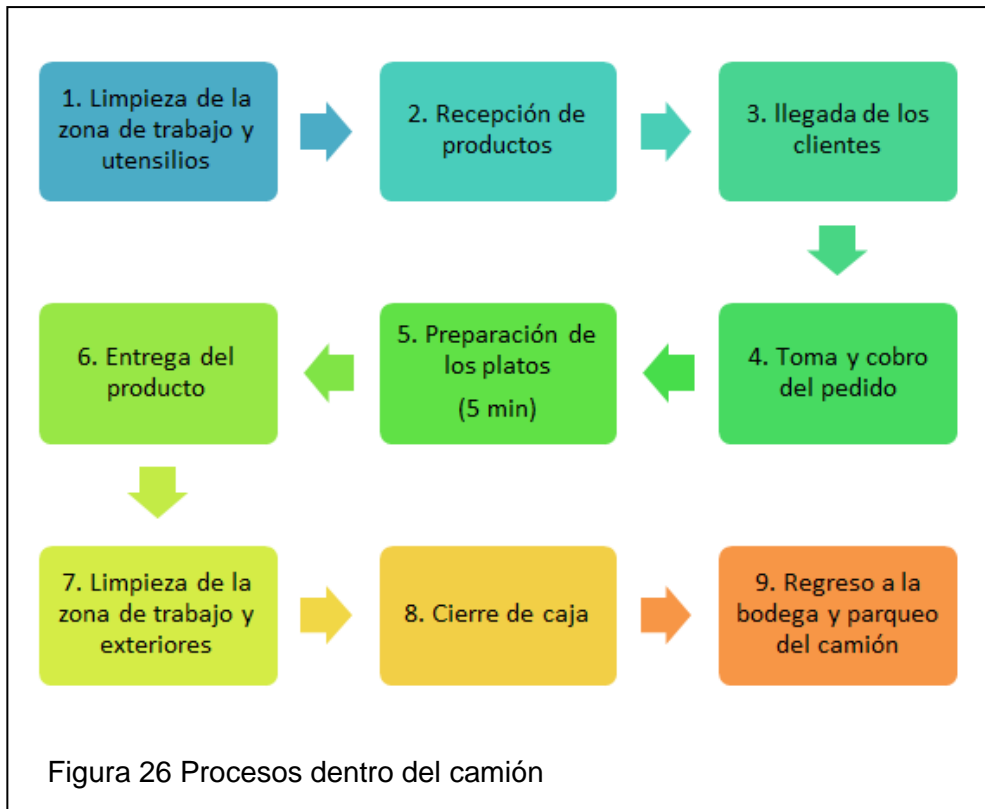 1. Limpieza de la
zona de trabajo y
utensilios
2. Recepción de
productos
3. llegada de los
clientes
4. Toma y cobro
del pedido
5. Preparación de
los platos
(5 min)
6. Entrega del
producto
7. Limpieza de la
zona de trabajo y
exteriores
8. Cierre de caja
9. Regreso a la
bodega y parqueo
del camión
Figura 26 Procesos dentro del camión